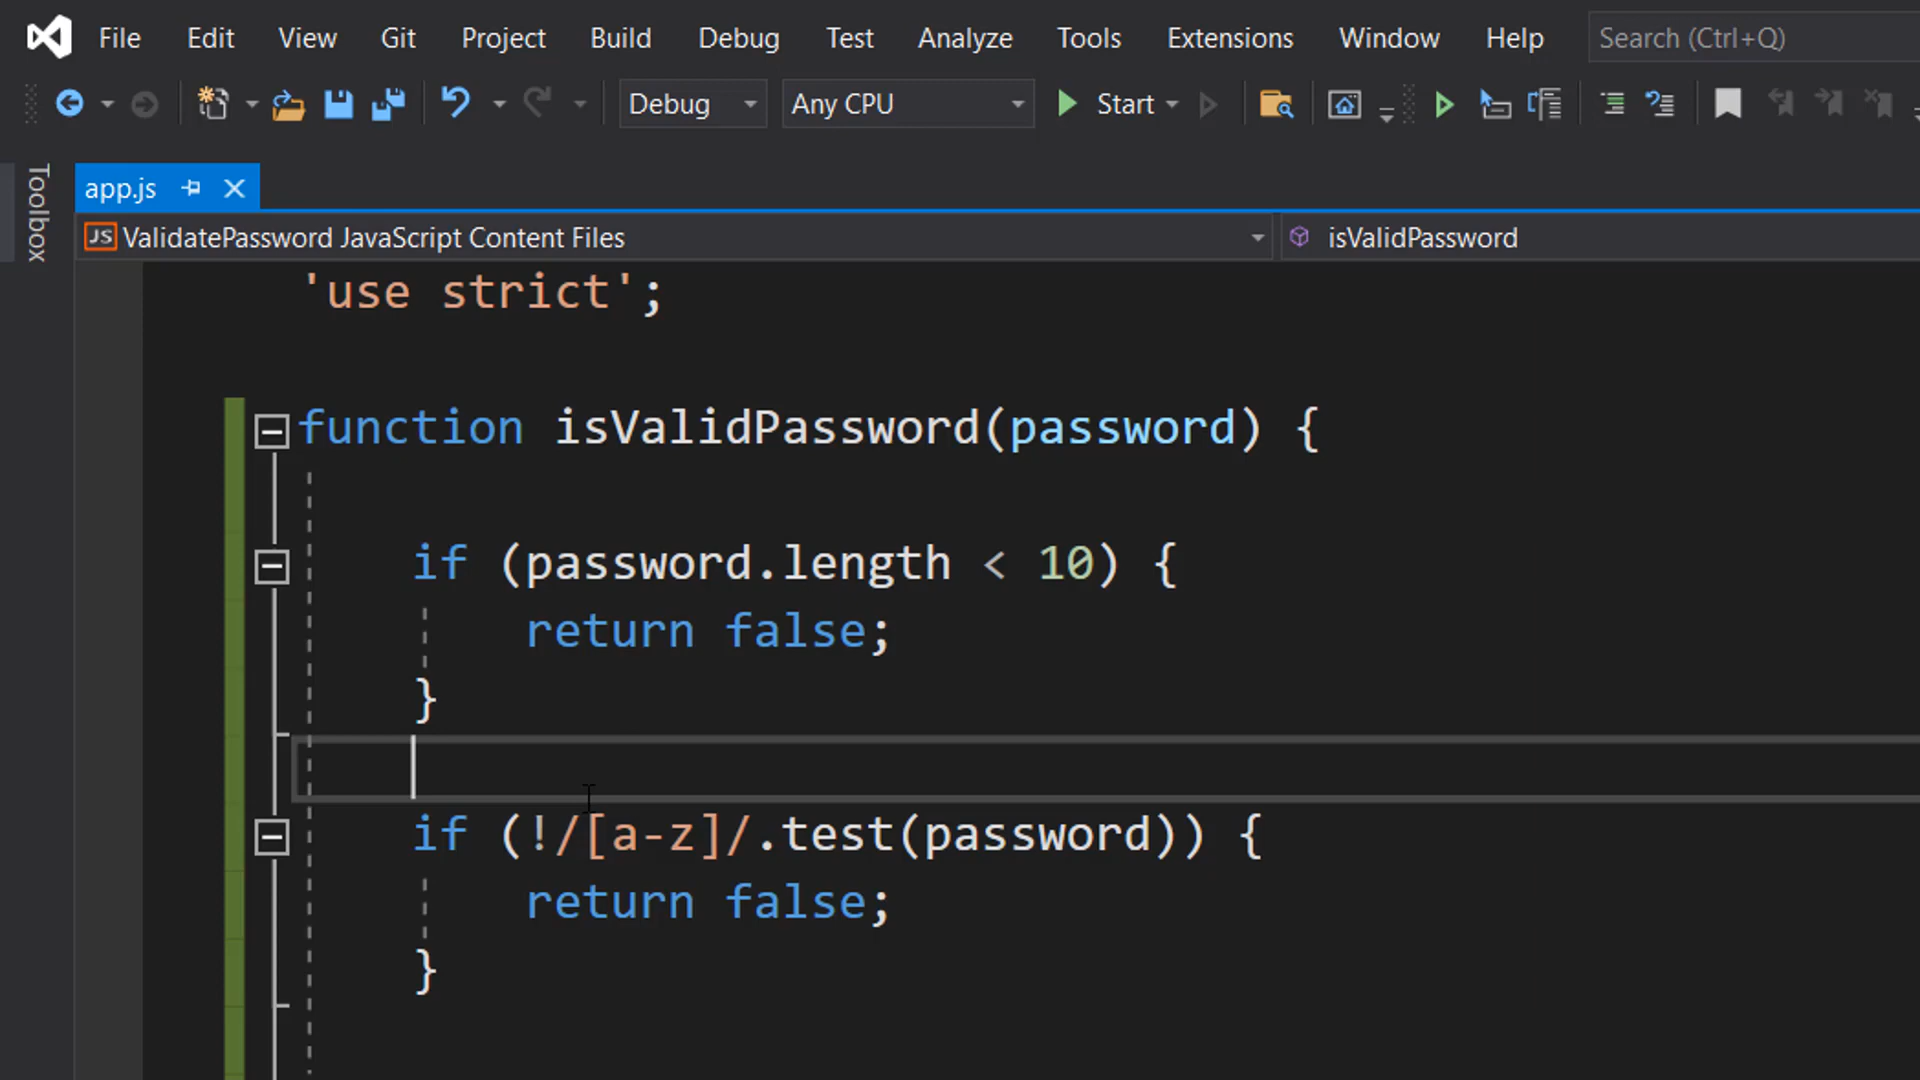 File Edit View Git Project Build Debug Test Analyze Tools Extensions Window Help Search (Ctrl+Q)
Debug Any CPU Start
Toolbox
app.js
JS ValidatePassword JavaScript Content Files isValidPassword
'use strict';
function isValidPassword(password) {
if (password.length < 10) {
return false;
}
if (!/[a-z]/.test(password)) {
return false;
}